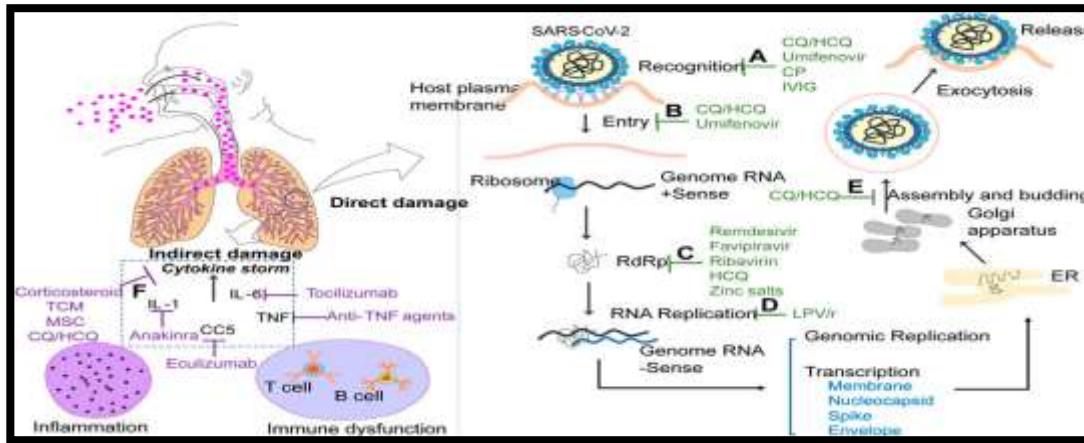 SARS-CoV-2
Recognition
A
CQ/HCQ
Umifenovir
CP
IVIG
Host plasma
membrane
Entry
B
CQ/HCQ
Umifenovir
Ribosome
Genome RNA
+Sense
RdRp
C
Remdesivir
Favipiravir
Ribavirin
HCQ
Zinc salts
RNA Replication
D
LPV/r
Genome RNA
-Sense
Genomic Replication
Transcription
Membrane
Nucleocapsid
Spike
Envelope
ER
Golgi
apparatus
Assembly and budding
E
CQ/HCQ
Exocytosis
Release
Direct damage
Indirect damage
Cytokine storm
Corticosteroid
TCM
MSC
CQ/HCQ
F
IL-1
Anakinra
IL-6
Tocilizumab
TNF
Anti-TNF agents
CC5
Eculizumab
T cell
B cell
Inflammation
Immune dysfunction